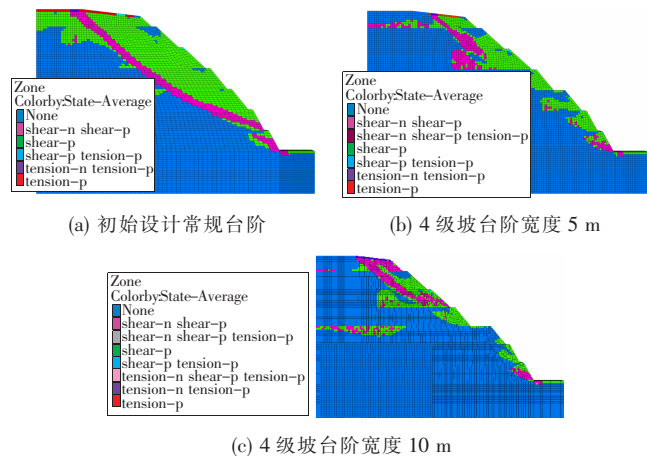 Zone
Colorby:State-Average
None
shear-n shear-p
shear-p
shear-p tension-p
tension-n tension-p
tension-p
(a) 初始设计常规台阶
Zone
Colorby:State-Average
None
shear-n shear-p
shear-n shear-p tension-p
shear-p
shear-p tension-p
tension-n tension-p
tension-p
(b) 4 级坡台阶宽度 5 m
Zone
Colorby:State-Average
None
shear-n shear-p
shear-n shear-p tension-p
shear-p
shear-p tension-p
tension-n shear-p tension-p
tension-n tension-p
tension-p
(c) 4 级坡台阶宽度 10 m